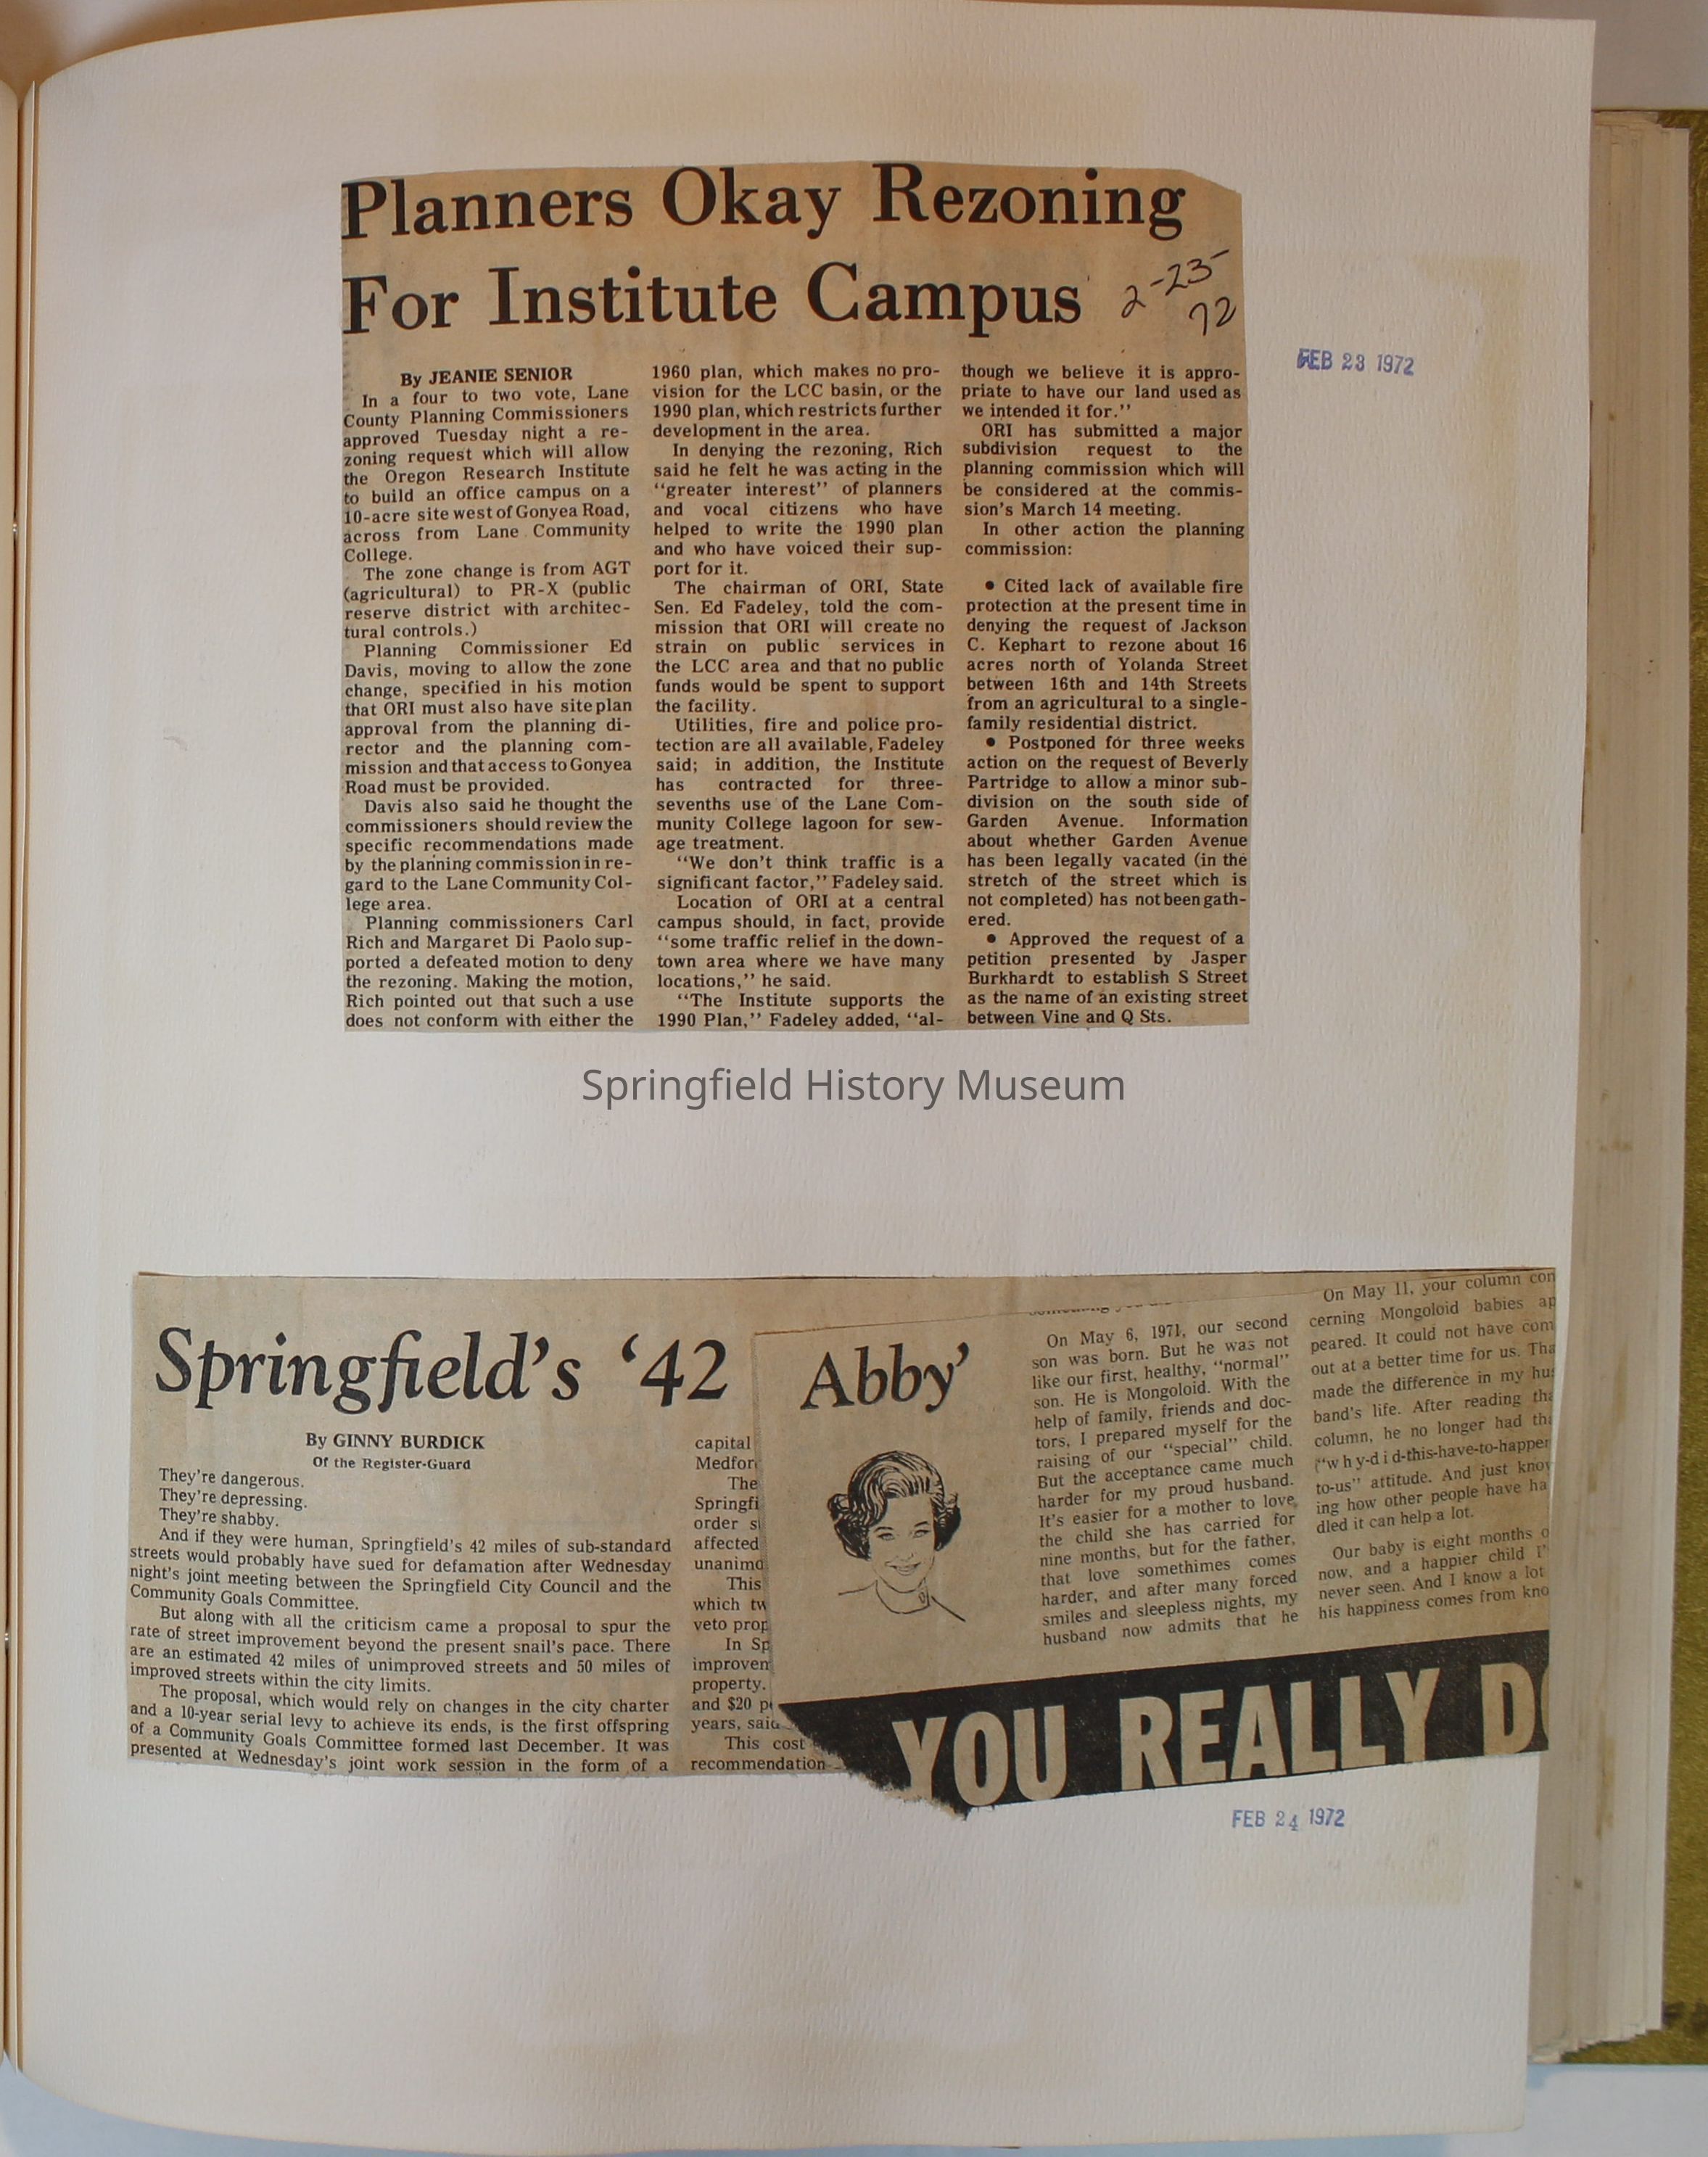 Planners Okay Rezoning
For Institute Campus
2-23-
72
FEB 23 1972
By JEANIE SENIOR
In a four to two vote, Lane
County Planning Commissioners
approved Tuesday night a re-
zoning request which will allow
the Oregon Research Institute
to build an office campus on a
10-acre site west of Gonyea Road,
across from Lane Community
College.
The zone change is from AGT
(agricultural) to PR-X (public
reserve district with architec-
tural controls.)
Planning Commissioner Ed
Davis, moving to allow the zone
change, specified in his motion
that ORI must also have site plan
approval from the planning di-
rector and the planning com-
mission and that access to Gonyea
Road must be provided.
Davis also said he thought the
commissioners should review the
specific recommendations made
by the planning commission in re-
gard to the Lane Community Col-
lege area.
Planning commissioners Carl
Rich and Margaret Di Paolo sup-
ported a defeated motion to deny
the rezoning. Making the motion,
Rich pointed out that such a use
does not conform with either the
1960 plan, which makes no pro-
vision for the LCC basin, or the
1990 plan, which restricts further
development in the area.
In denying the rezoning, Rich
said he felt he was acting in the
"greater interest" of planners
and vocal citizens who have
helped to write the 1990 plan
and who have voiced their sup-
port for it.
The chairman of ORI, State
Sen. Ed Fadeley, told the com-
mission that ORI will create no
strain on public services in
the LCC area and that no public
funds would be spent to support
the facility.
Utilities, fire and police pro-
tection are all available, Fadeley
said; in addition, the Institute
has contracted for three-
sevenths use of the Lane Com-
munity College lagoon for sew-
age treatment.
"We don't think traffic is a
significant factor," Fadeley said.
Location of ORI at a central
campus should, in fact, provide
"some traffic relief in the down-
town area where we have many
locations," he said.
"The Institute supports the
1990 Plan," Fadeley added, "al-
though we believe it is appro-
priate to have our land used as
we intended it for."
ORI has submitted a major
subdivision request to the
planning commission which will
be considered at the commis-
sion's March 14 meeting.
In other action the planning
commission:
• Cited lack of available fire
protection at the present time in
denying the request of Jackson
C. Kephart to rezone about 16
acres north of Yolanda Street
between 16th and 14th Streets
from an agricultural to a single-
family residential district.
• Postponed for three weeks
action on the request of Beverly
Partridge to allow a minor sub-
division on the south side of
Garden Avenue. Information
about whether Garden Avenue
has been legally vacated (in the
stretch of the street which is
not completed) has not been gath-
ered.
• Approved the request of a
petition presented by Jasper
Burkhardt to establish S Street
as the name of an existing street
between Vine and Q Sts.
Springfield History Museum
Springfield's '42
By GINNY BURDICK
Of the Register-Guard
They're dangerous.
They're depressing.
They're shabby.
And if they were human, Springfield's 42 miles of sub-standard
streets would probably have sued for defamation after Wednesday
night's joint meeting between the Springfield City Council and the
Community Goals Committee.
But along with all the criticism came a proposal to spur the
rate of street improvement beyond the present snail's pace. There
are an estimated 42 miles of unimproved streets and 50 miles of
improved streets within the city limits.
The proposal, which would rely on changes in the city charter
and a 10-year serial levy to achieve its ends, is the first offspring
of a Community Goals Committee formed last December. It was
presented at Wednesday's joint work session in the form of a
capital
Medfor
The
Springfi
order s
affected
unanimo
This
which tw
veto prop
In Sp
improven
property.
and $20 p
years, said
This cost
recommendation
Abby'
On May 6, 1971, our second
son was born. But he was not
like our first, healthy, "normal"
son. He is Mongoloid. With the
help of family, friends and doc-
tors, I prepared myself for the
raising of our "special" child.
But the acceptance came much
harder for my proud husband.
It's easier for a mother to love
the child she has carried for
nine months, but for the father,
that love somethimes comes
harder, and after many forced
smiles and sleepless nights, my
husband now admits that he
On May 11, your column con
cerning Mongoloid babies ap
peared. It could not have com
out at a better time for us. Tha
made the difference in my hus
band's life. After reading tha
column, he no longer had tha
"w h y-d i d-this-have-to-happen
to-us" attitude. And just know
ing how other people have ha
dled it can help a lot.
Our baby is eight months o
now, and a happier child I'
never seen. And I know a lot
his happiness comes from kno
YOU REALLY DO
FEB 24 1972